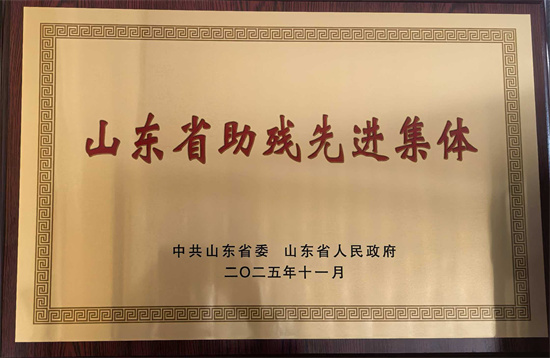 山东省助残先进集体
中共山东省委 山东省人民政府
二〇二五年十一月